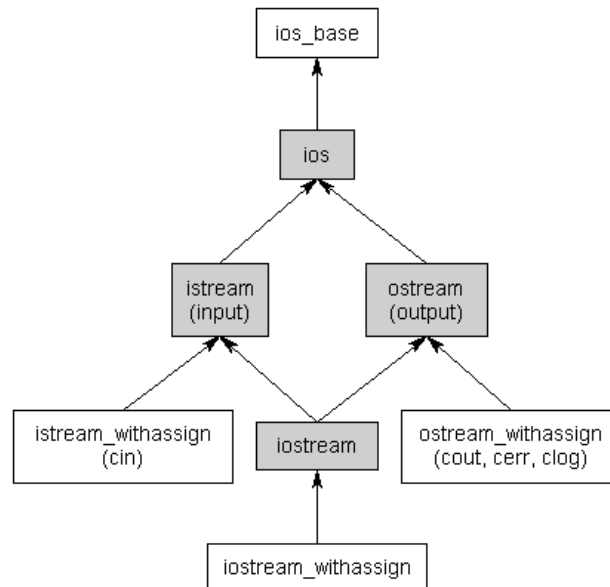 ios_base
ios
istream
(input)
ostream
(output)
istream_withassign
(cin)
iostream
ostream_withassign
(cout, cerr, clog)
iostream_withassign